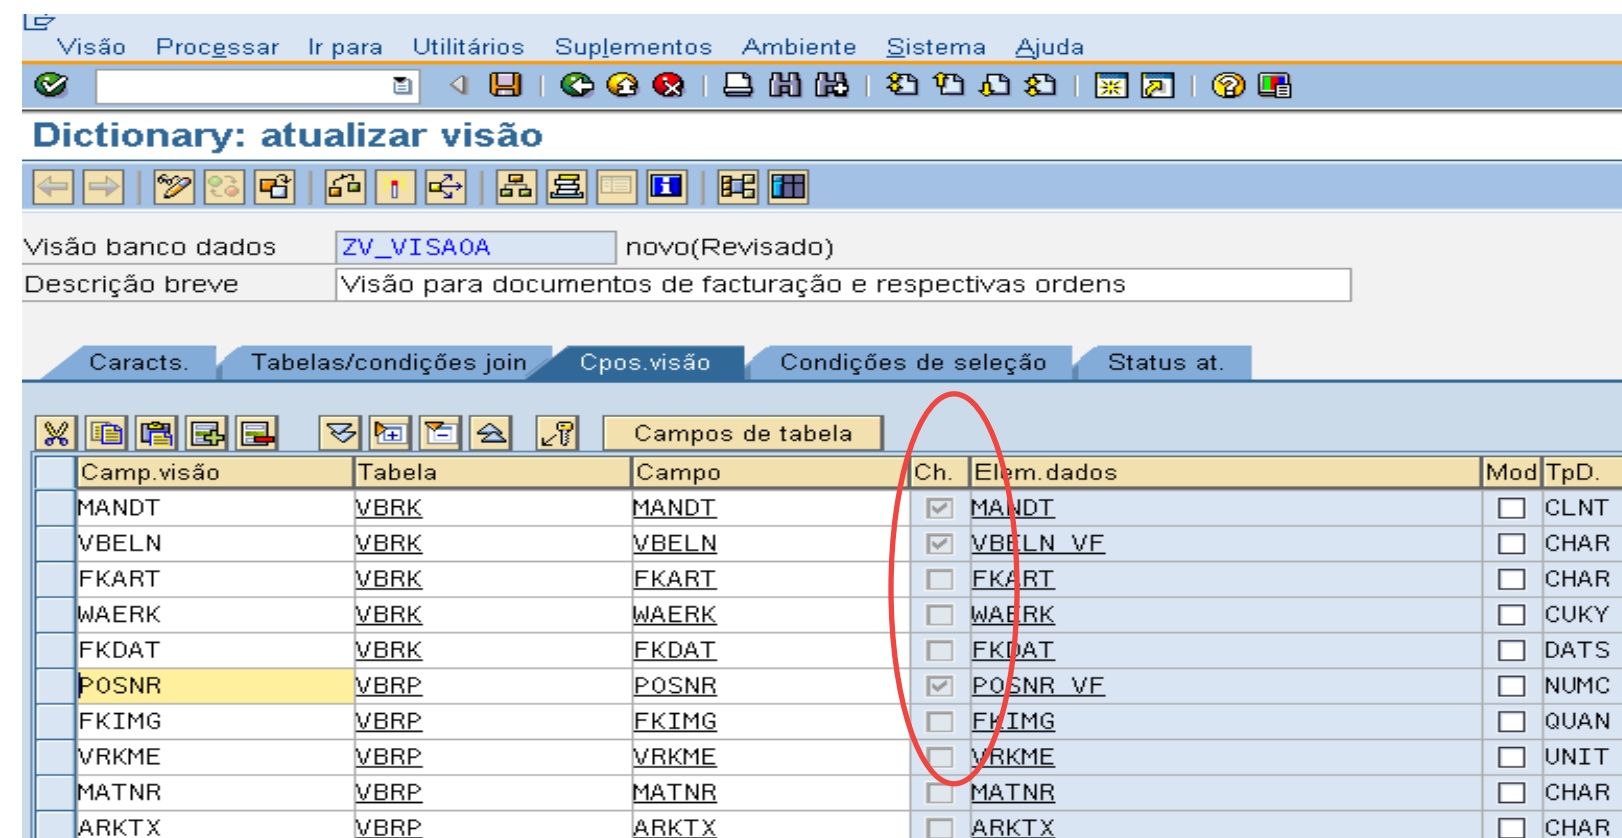 Visão Processar Ir para Utilitários Suplementos Ambiente Sistema Ajuda
Dictionary: atualizar visão
Visão banco dados ZV_VISAOA novo(Revisado)
Descrição breve Visão para documentos de facturação e respectivas ordens
Caracts. Tabelas/condições join Cpos.visão Condições de seleção Status at.
Campos de tabela
Camp.visão Tabela Campo Ch. Elem.dados Mod TpD.
MANDT VBRK MANDT MANDT CLNT
VBELN VBRK VBELN VBELN_VF CHAR
FKART VBRK FKART FKART CHAR
WAERK VBRK WAERK WAERK CUKY
FKDAT VBRK FKDAT FKDAT DATS
POSNR VBRP POSNR POSNR_VF NUMC
FKIMG VBRP FKIMG FKIMG QUAN
VRKME VBRP VRKME VRKME UNIT
MATNR VBRP MATNR MATNR CHAR
ARKTX VBRP ARKTX ARKTX CHAR